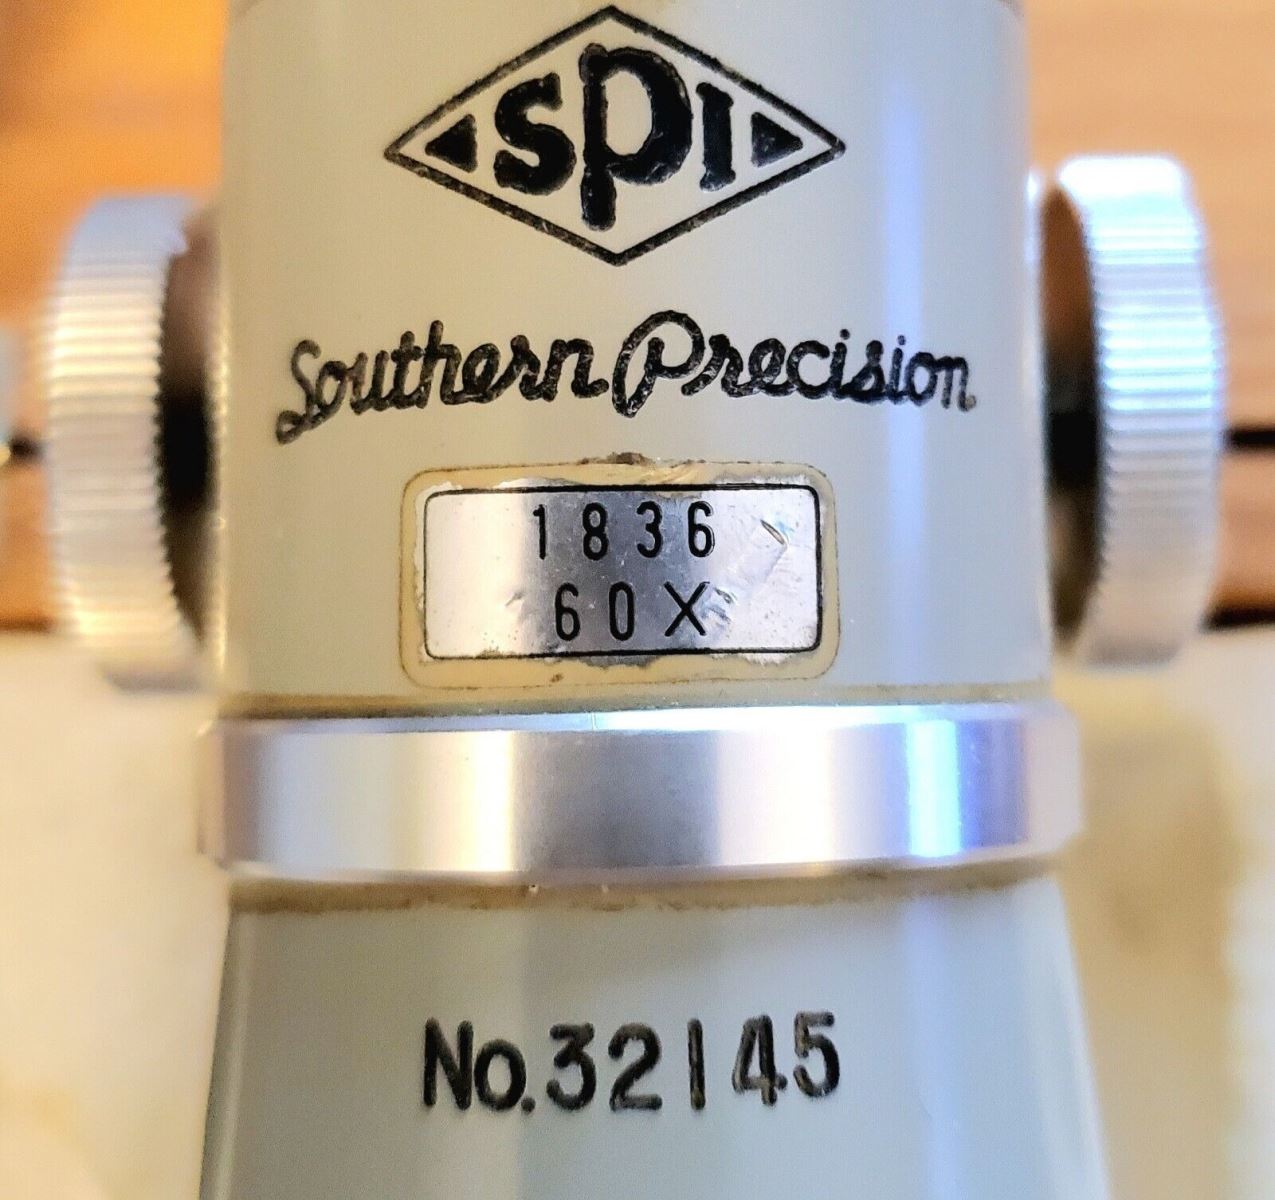 SPI
Southern Precision
1836
60X
No.32145